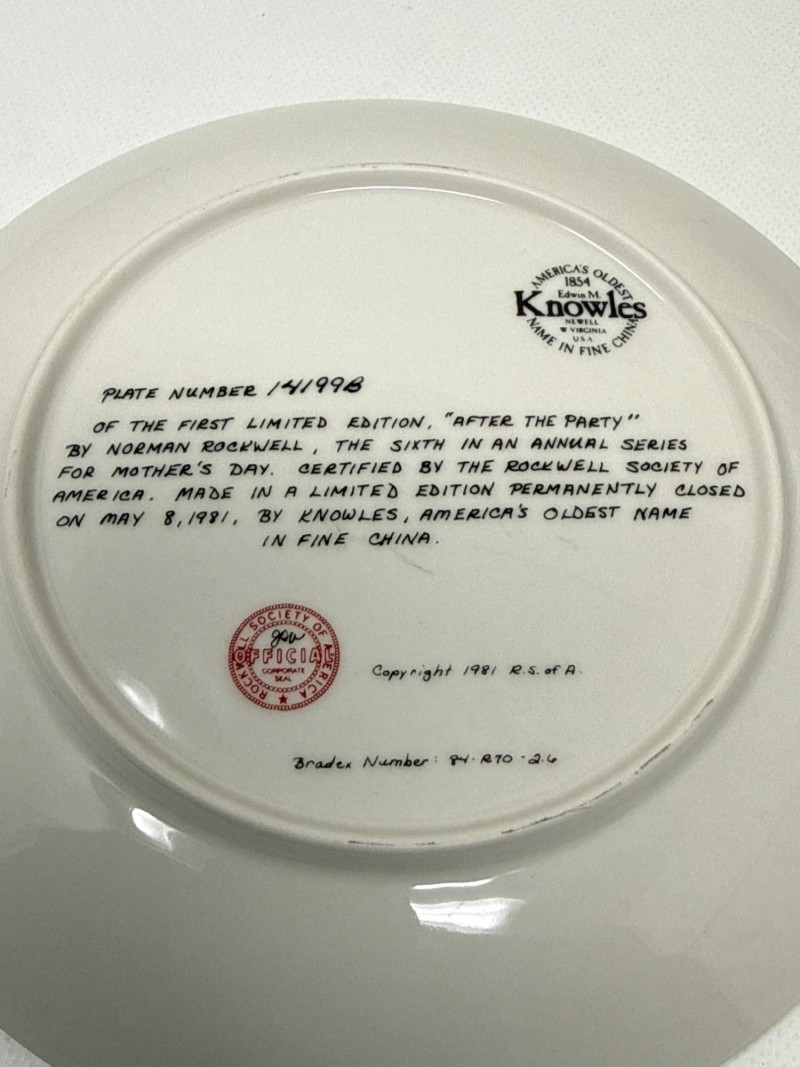 AMERICA'S OLDEST
1854
Edwin M.
Knowles
NEWELL
W VIRGINIA
USA
NAME IN FINE CHINA
PLATE NUMBER 14199B
OF THE FIRST LIMITED EDITION, "AFTER THE PARTY"
BY NORMAN ROCKWELL, THE SIXTH IN AN ANNUAL SERIES
FOR MOTHER'S DAY. CERTIFIED BY THE ROCKWELL SOCIETY OF
AMERICA. MADE IN A LIMITED EDITION PERMANENTLY CLOSED
ON MAY 8, 1981, BY KNOWLES, AMERICA'S OLDEST NAME
IN FINE CHINA.
ROCKWELL SOCIETY OF AMERICA
OFFICIAL
CORPORATE
SEAL
Copyright 1981 R.S. of A.
Bradex Number: 84-R70-2.6